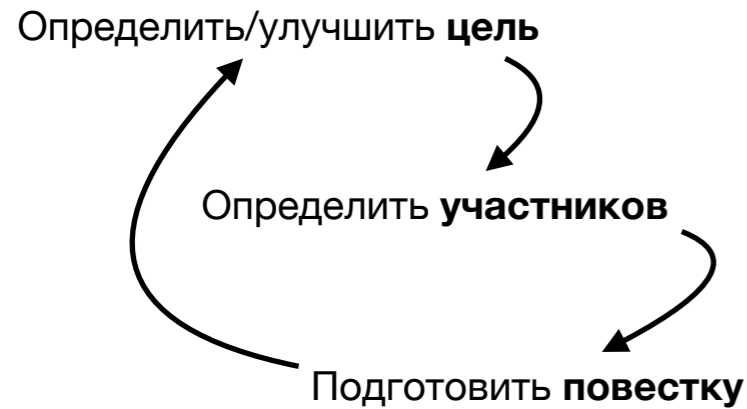 Определить/улучшить цель
Определить участников
Подготовить повестку